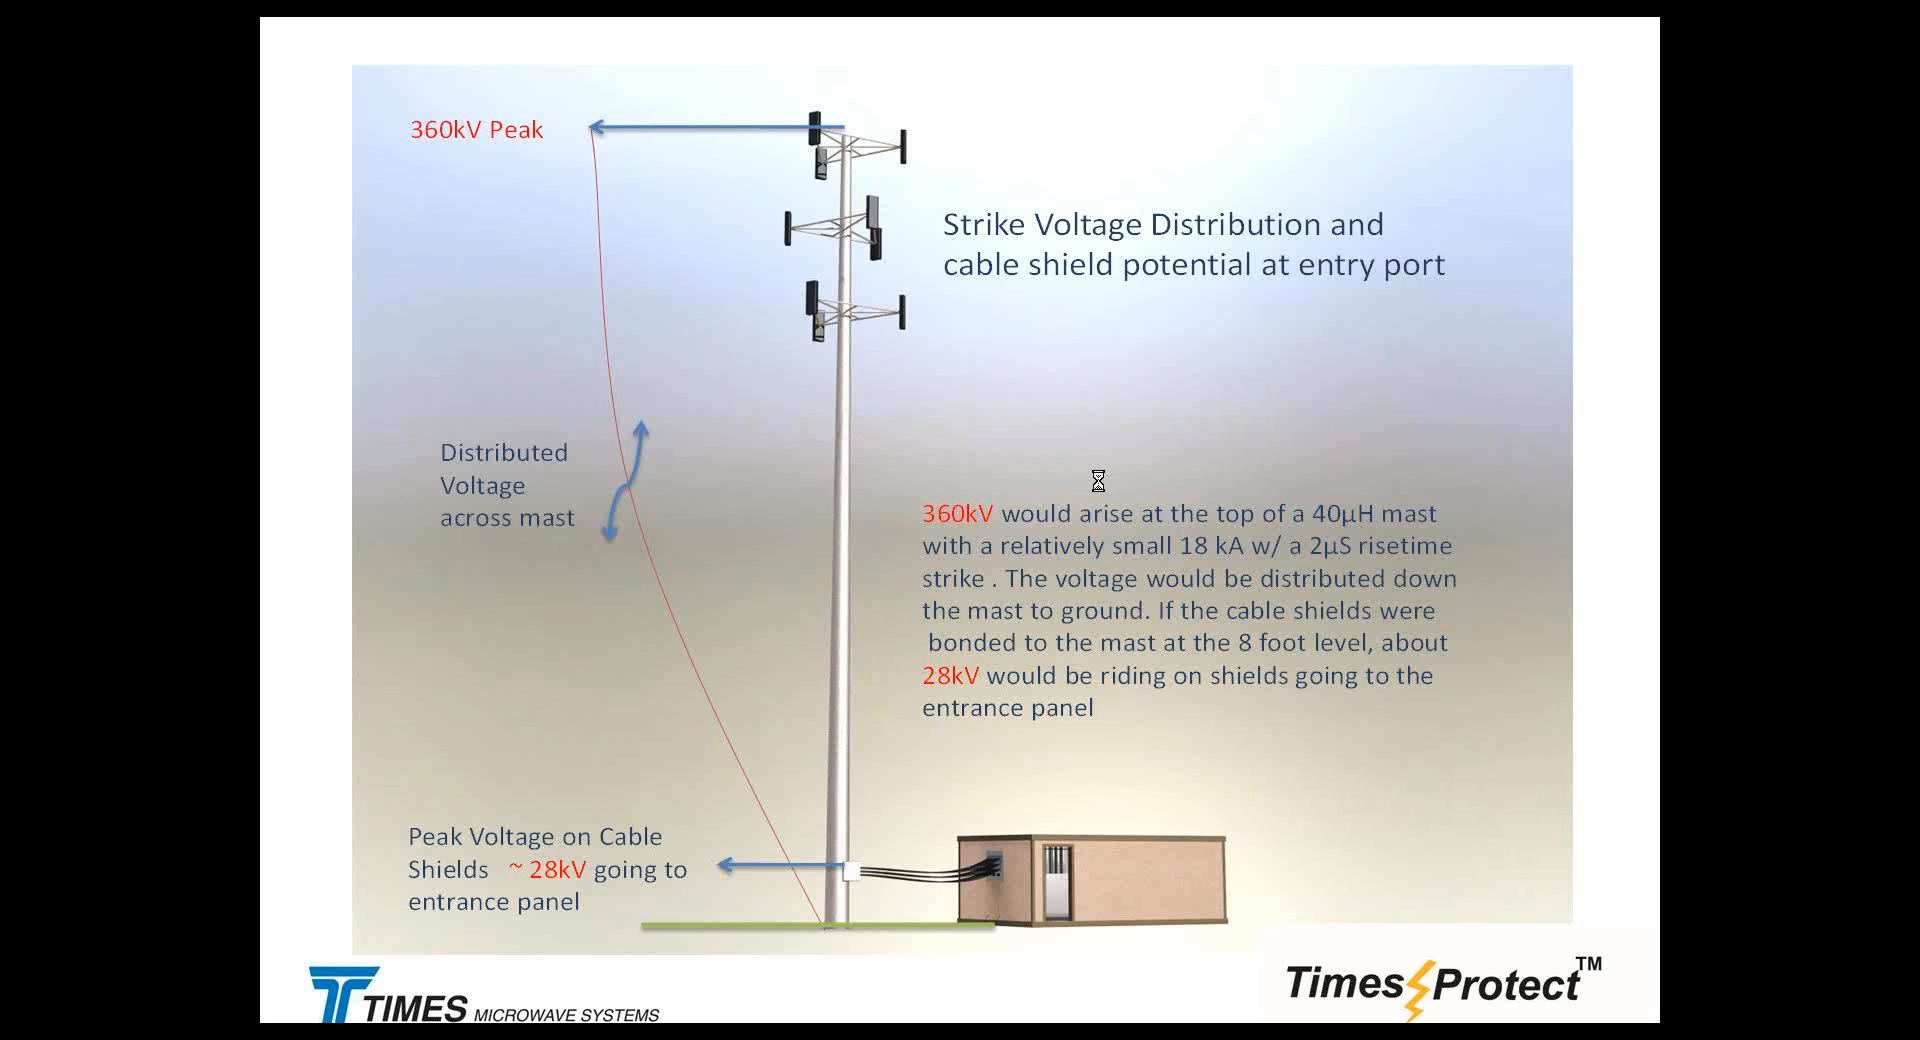 360kV Peak
Strike Voltage Distribution and
cable shield potential at entry port
Distributed
Voltage
across mast
360kV would arise at the top of a 40µH mast
with a relatively small 18 kA w/ a 2µS risetime
strike . The voltage would be distributed down
the mast to ground. If the cable shields were
bonded to the mast at the 8 foot level, about
28kV would be riding on shields going to the
entrance panel
Peak Voltage on Cable
Shields ~ 28kV going to
entrance panel
TIMES MICROWAVE SYSTEMS
Times Protect TM